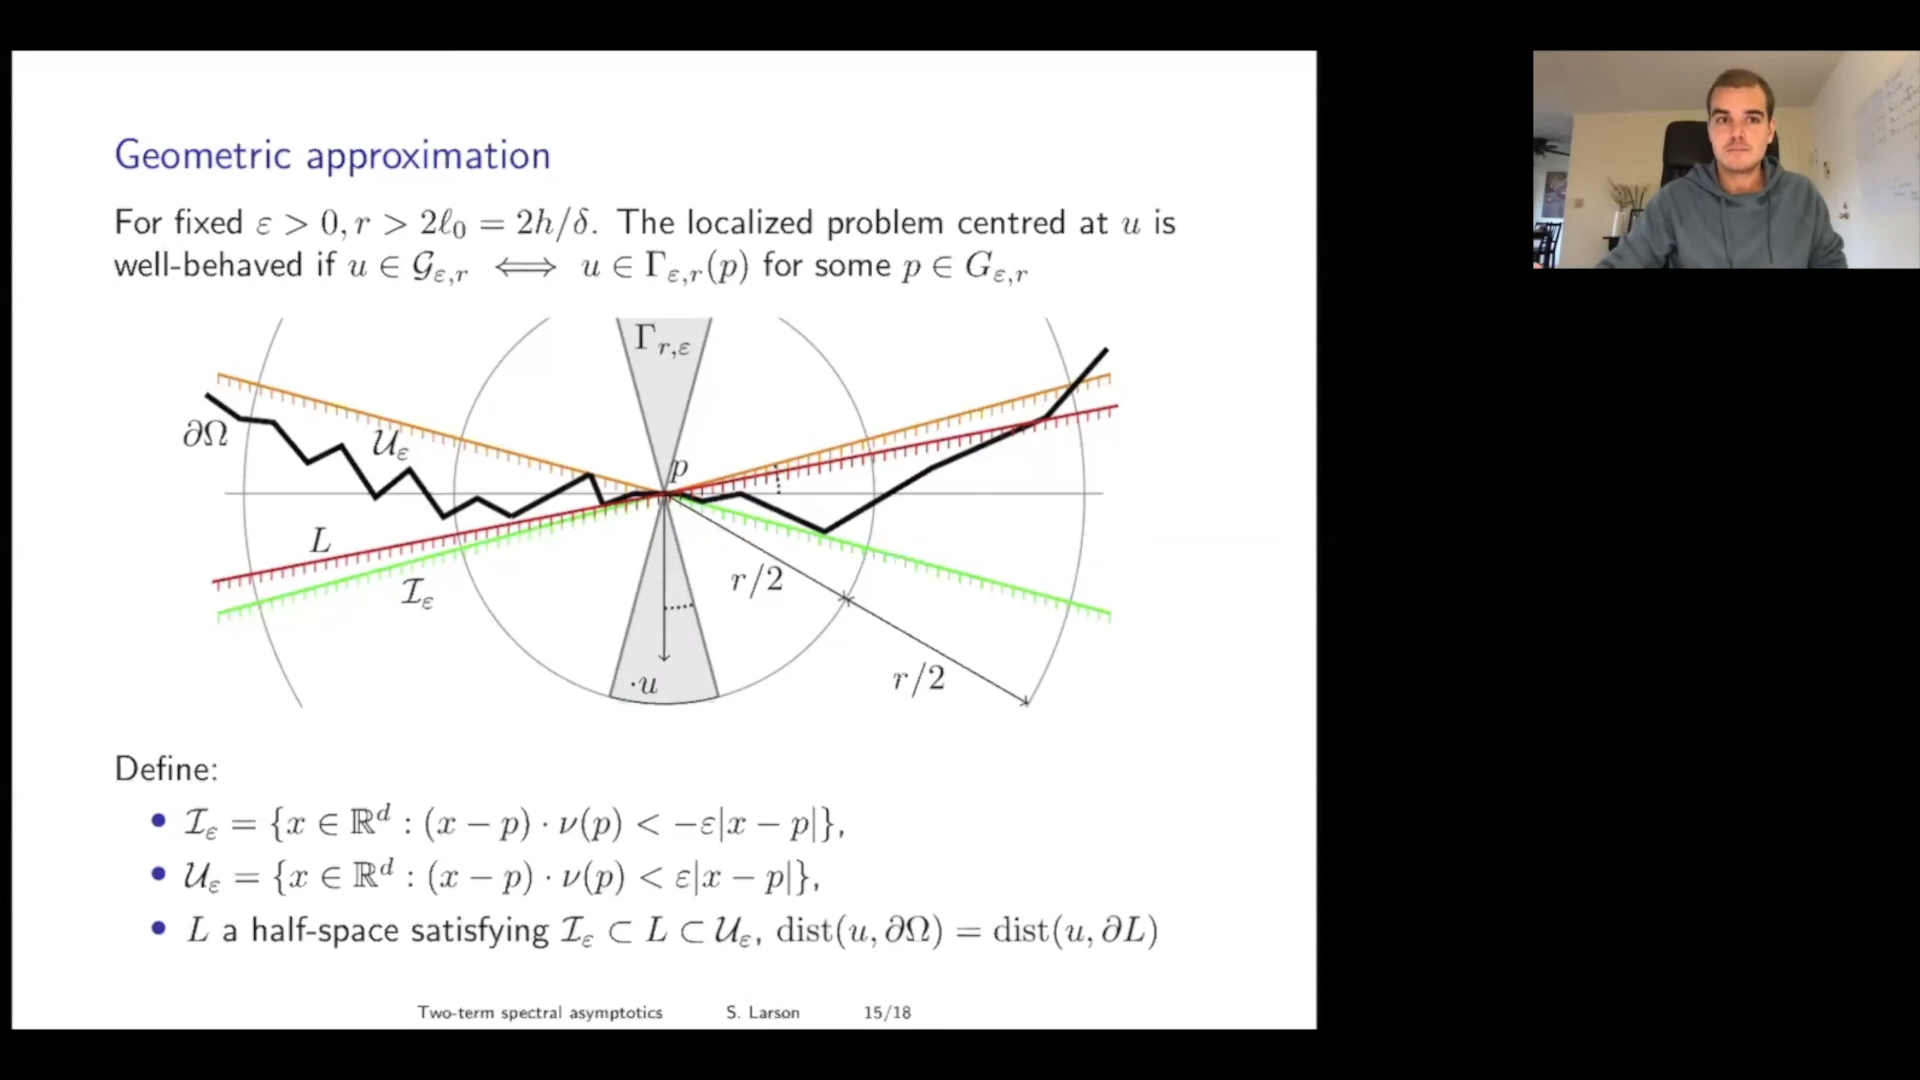 Geometric approximation
For fixed ε > 0, r > 2ℓ₀ = 2h/δ. The localized problem centred at u is
well-behaved if u ∈ 𝒢_{ε,r} ⟺ u ∈ Γ_{ε,r}(p) for some p ∈ G_{ε,r}
Γ_{r,ε}
∂Ω
𝒰_ε
p
L
ℐ_ε
r/2
·u
r/2
Define:
• ℐ_ε = {x ∈ ℝ^d : (x − p) · ν(p) < −ε|x − p|},
• 𝒰_ε = {x ∈ ℝ^d : (x − p) · ν(p) < ε|x − p|},
• L a half-space satisfying ℐ_ε ⊂ L ⊂ 𝒰_ε, dist(u, ∂Ω) = dist(u, ∂L)
Two-term spectral asymptotics S. Larson 15/18